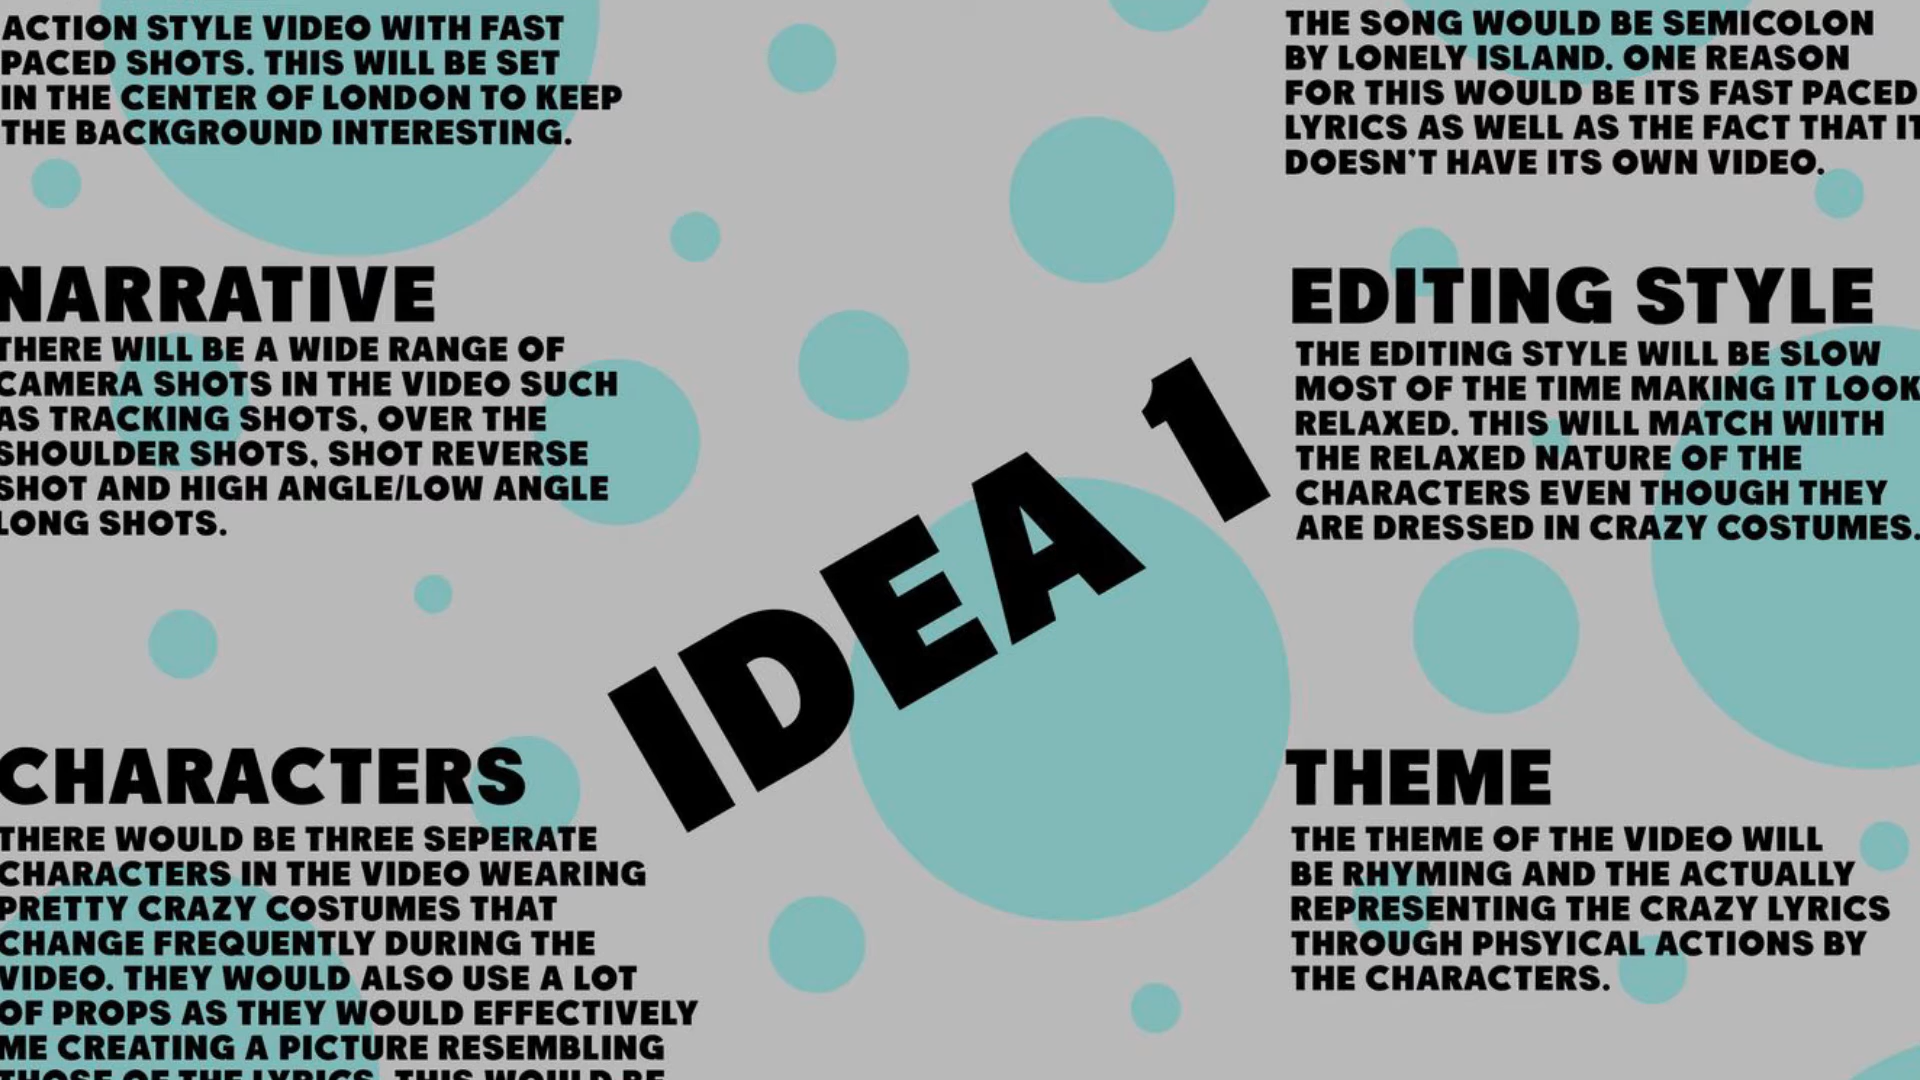 ACTION STYLE VIDEO WITH FAST
PACED SHOTS. THIS WILL BE SET
IN THE CENTER OF LONDON TO KEEP
THE BACKGROUND INTERESTING.
NARRATIVE
THERE WILL BE A WIDE RANGE OF
CAMERA SHOTS IN THE VIDEO SUCH
AS TRACKING SHOTS, OVER THE
SHOULDER SHOTS, SHOT REVERSE
SHOT AND HIGH ANGLE/LOW ANGLE
LONG SHOTS.
CHARACTERS
THERE WOULD BE THREE SEPERATE
CHARACTERS IN THE VIDEO WEARING
PRETTY CRAZY COSTUMES THAT
CHANGE FREQUENTLY DURING THE
VIDEO. THEY WOULD ALSO USE A LOT
OF PROPS AS THEY WOULD EFFECTIVELY
ME CREATING A PICTURE RESEMBLING
THOSE OF THE LYRICS. THIS WOULD BE
IDEA 1
THE SONG WOULD BE SEMICOLON
BY LONELY ISLAND. ONE REASON
FOR THIS WOULD BE ITS FAST PACED
LYRICS AS WELL AS THE FACT THAT IT
DOESN'T HAVE ITS OWN VIDEO.
EDITING STYLE
THE EDITING STYLE WILL BE SLOW
MOST OF THE TIME MAKING IT LOOK
RELAXED. THIS WILL MATCH WIITH
THE RELAXED NATURE OF THE
CHARACTERS EVEN THOUGH THEY
ARE DRESSED IN CRAZY COSTUMES.
THEME
THE THEME OF THE VIDEO WILL
BE RHYMING AND THE ACTUALLY
REPRESENTING THE CRAZY LYRICS
THROUGH PHSYICAL ACTIONS BY
THE CHARACTERS.